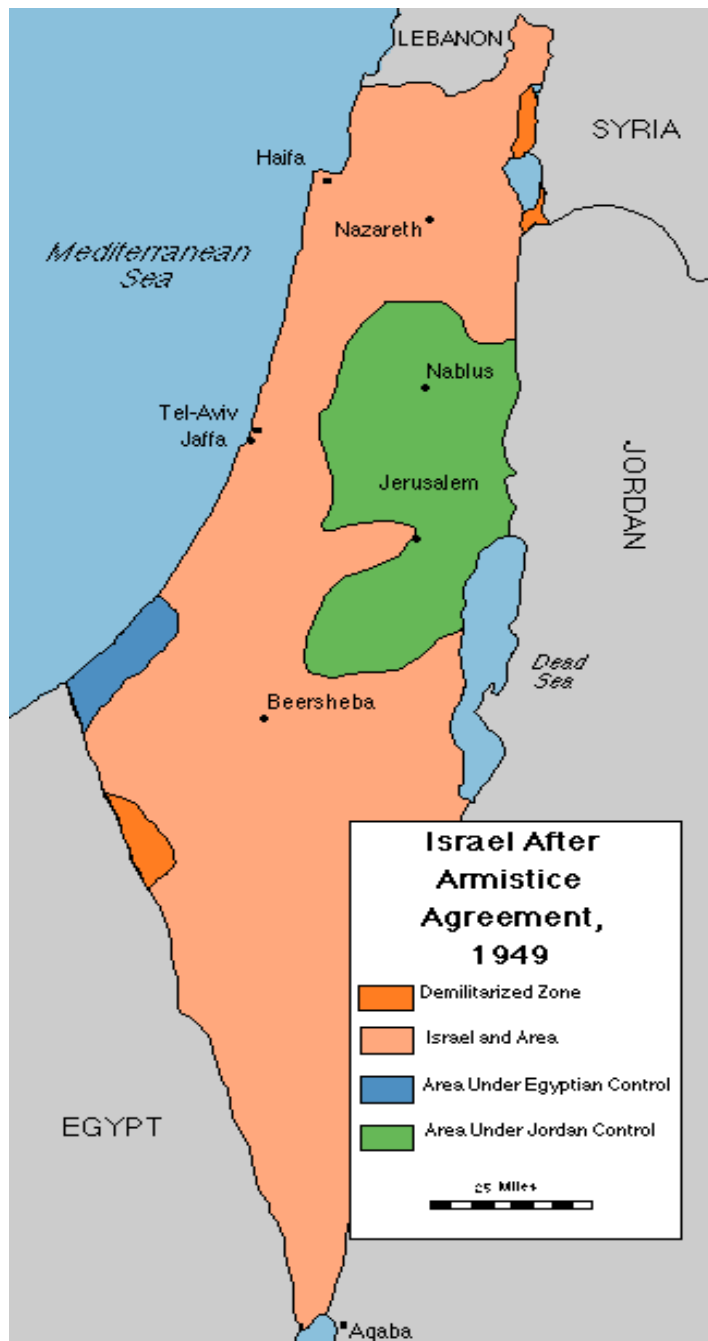 LEBANON
SYRIA
Haifa
Nazareth
Mediterranean
Sea
Nablus
Tel-Aviv
Jaffa
JORDAN
Jerusalem
Dead
Sea
Beersheba
Israel After
Armistice
Agreement,
1949
Demilitarized Zone
Israel and Area
Area Under Egyptian Control
Area Under Jordan Control
25 Miles
EGYPT
Aqaba